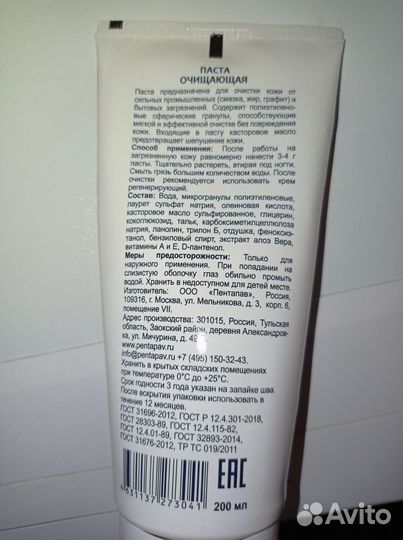 ПАСТА
ОЧИЩАЮЩАЯ
Паста предназначена для очистки кожи от
сильных промышленных (смазка, жир, графит) и
бытовых загрязнений. Содержит полиэтилено-
вые сферические гранулы, способствующие
мягкой и эффективной очистке без повреждения
кожи. Входящие в пасту касторовое масло
предотвращает шелушение кожи.
Способ применения: После работы на
загрязненную кожу равномерно нанести 3-4 г
пасты. Тщательно растереть, втирая под ногти.
Смыть грязь большим количеством воды. После
очистки рекомендуется использовать крем
регенерирующий.
Состав: Вода, микрогранулы полиэтиленовые,
лаурет сульфат натрия, олеиновая кислота,
касторовое масло сульфированное, глицерин,
кокоглюкозид, тальк, карбоксиметилцеллюлоза
натрия, ланолин, трилон Б, отдушка, феноксиэ-
танол, бензиловый спирт, экстракт алоэ Вера,
витамины А и Е, D-пантенол.
Меры предосторожности: Только для
наружного применения. При попадании на
слизистую оболочку глаз обильно промыть
водой. Хранить в недоступном для детей месте.
Изготовитель: ООО «Пентапав», Россия,
109316, г. Москва, ул. Мельникова, д. 3, корп. 6,
помещение VII.
Адрес производства: 301015, Россия, Тульская
область, Заокский район, деревня Александров-
ка, ул. Мичурина, д. 49
info@pentapav.ru +7 (495) 150-32-43.
Хранить в крытых складских помещениях
при температуре 0°С до +25°С.
Срок годности 3 года указан на запайке шва.
После вскрытия упаковки использовать в
течение 12 месяцев.
ГОСТ 31696-2012, ГОСТ Р 12.4.301-2018,
ГОСТ 28303-89, ГОСТ 12.4.115-82,
ГОСТ 12.4.01-89, ГОСТ 32893-2014,
ГОСТ 31676-2012, ТР ТС 019/2011
EAC
4 631137 273041
200 мл
Avito